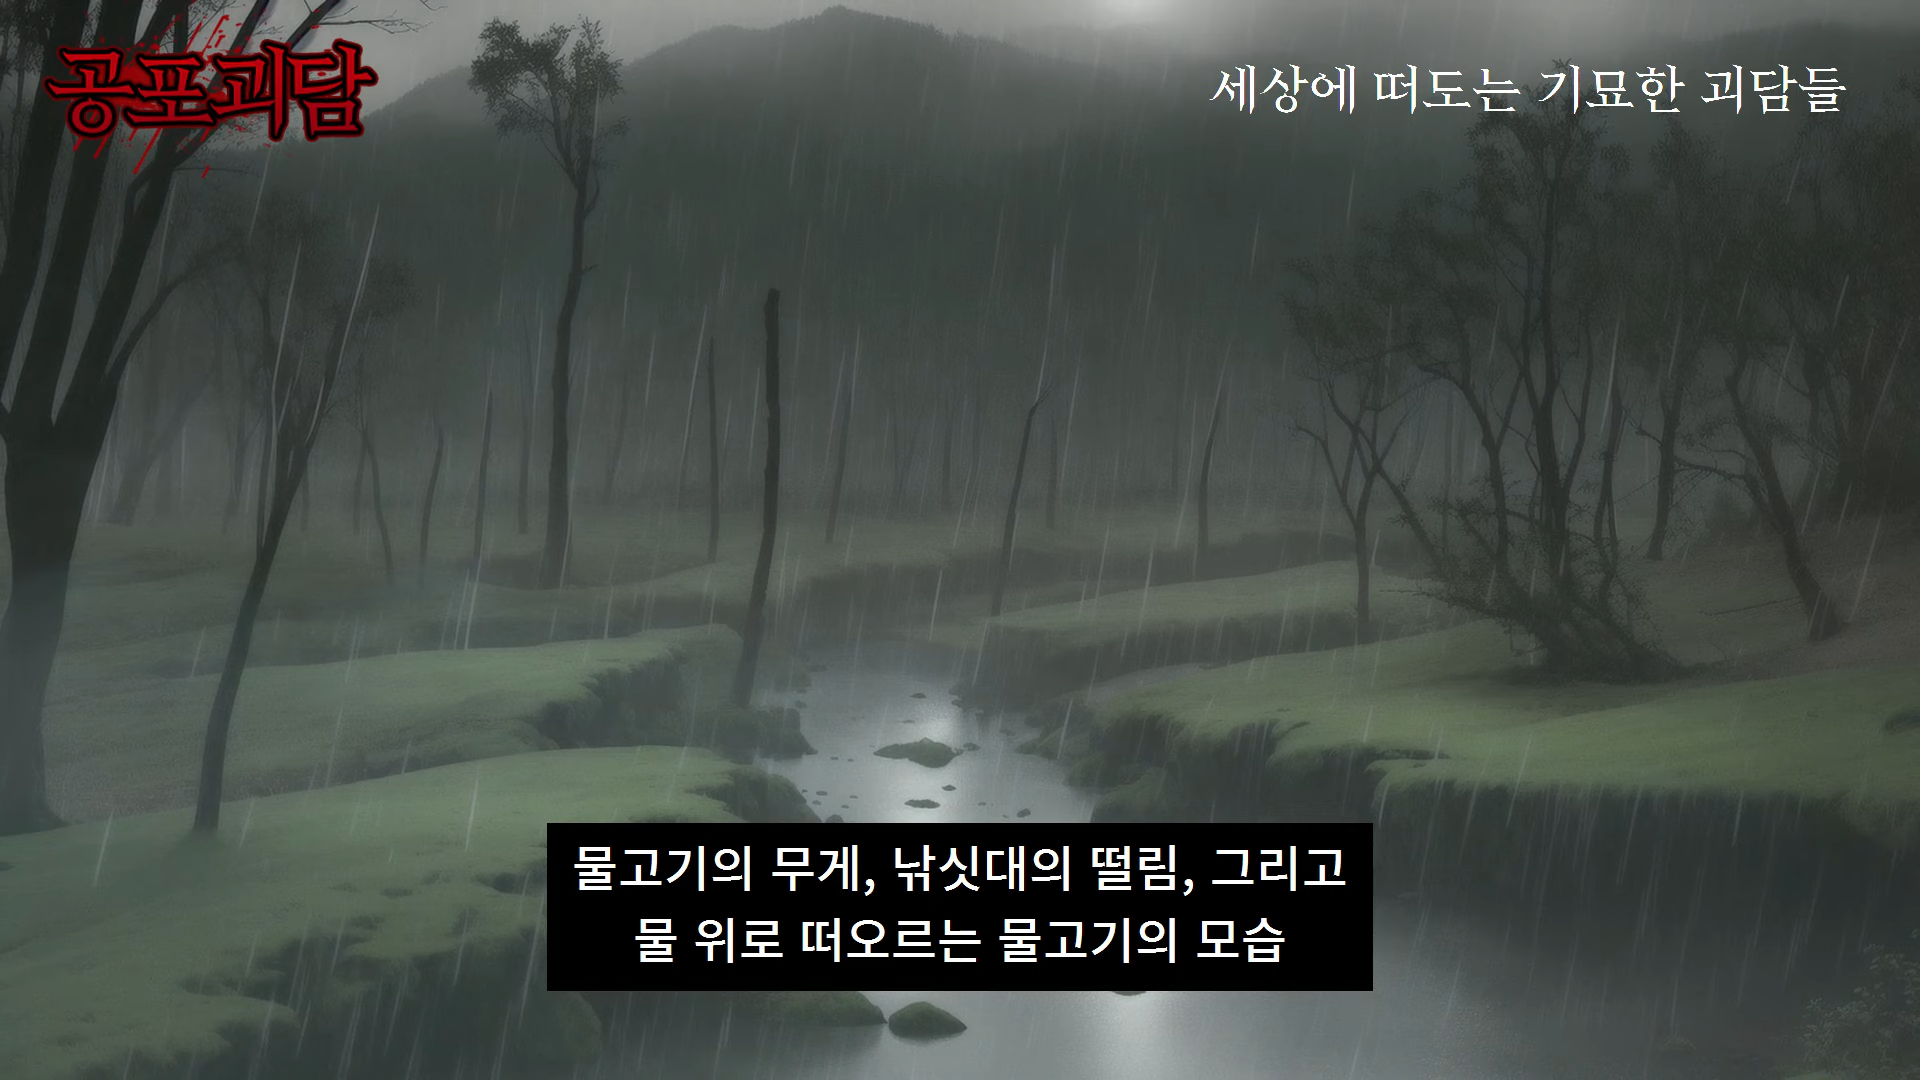 공포괴담
세상에 떠도는 기묘한 괴담들
물고기의 무게, 낚싯대의 떨림, 그리고
물 위로 떠오르는 물고기의 모습